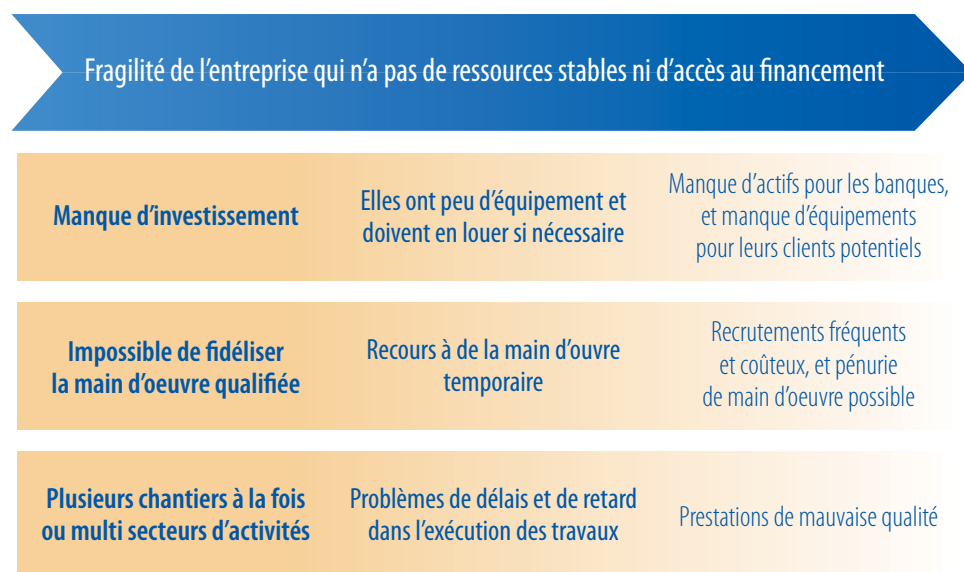 Fragilité de l’entreprise qui n’a pas de ressources stables ni d’accès au financement
Manque d’investissement
Elles ont peu d’équipement et
doivent en louer si nécessaire
Manque d’actifs pour les banques,
et manque d’équipements
pour leurs clients potentiels
Impossible de fidéliser
la main d’oeuvre qualifiée
Recours à de la main d’ouvre
temporaire
Recrutements fréquents
et coûteux, et pénurie
de main d’oeuvre possible
Plusieurs chantiers à la fois
ou multi secteurs d’activités
Problèmes de délais et de retard
dans l’exécution des travaux
Prestations de mauvaise qualité